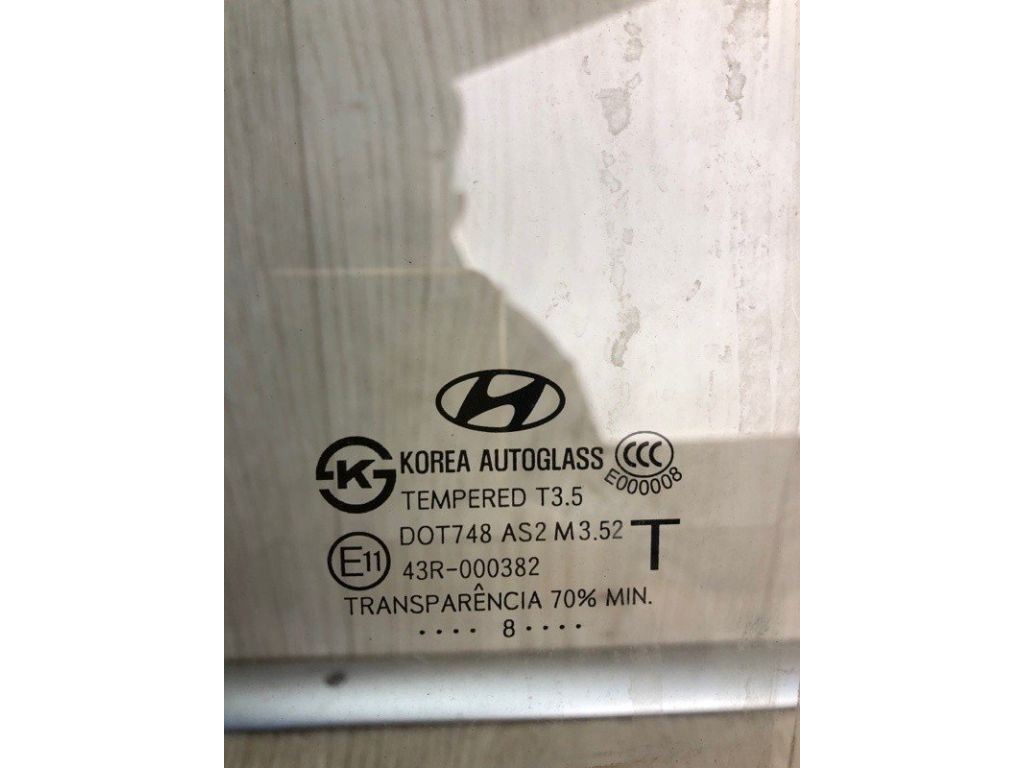 KOREA AUTOGLASS
CCC
E000008
K
TEMPERED T3.5
DOT748 AS2 M3.52
T
E11
43R-000382
TRANSPARÊNCIA 70% MIN.
.... 8 ....